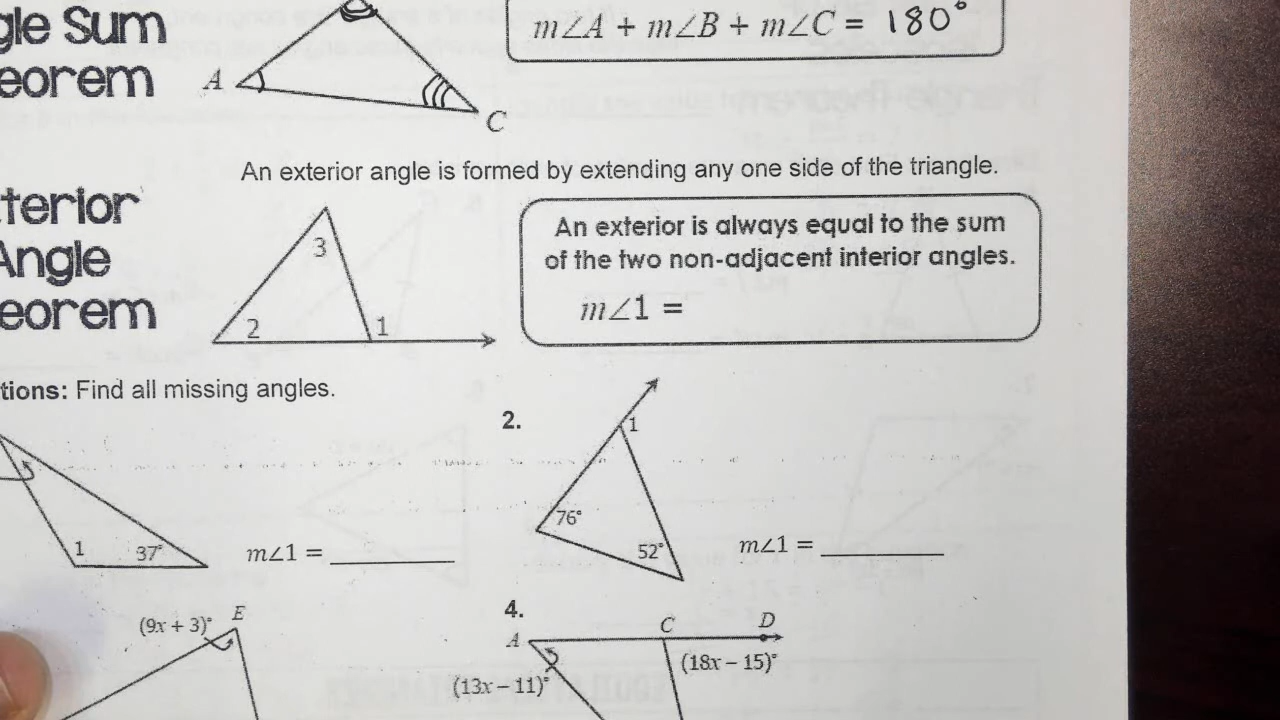 gle Sum
eorem
A
C
m∠A + m∠B + m∠C = 180°
An exterior angle is formed by extending any one side of the triangle.
terior
Angle
eorem
3
2
1
An exterior is always equal to the sum
of the two non-adjacent interior angles.
m∠1 =
tions: Find all missing angles.
1
37°
m∠1 =
2.
1
76°
52°
m∠1 =
(9x + 3)°
E
4.
A
C
D
(13x – 11)°
(18x – 15)°